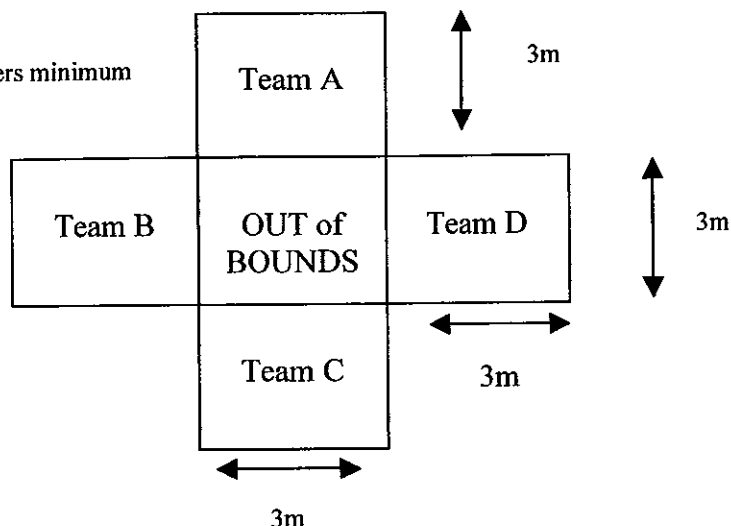 3m
ers minimum
Team A
Team B
OUT of
BOUNDS
Team D
3m
Team C
3m
3m